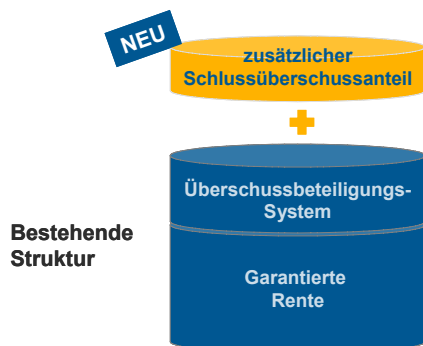 NEU
zusätzlicher
Schlussüberschussanteil
Überschussbeteiligungs-
System
Bestehende
Struktur
Garantierte
Rente